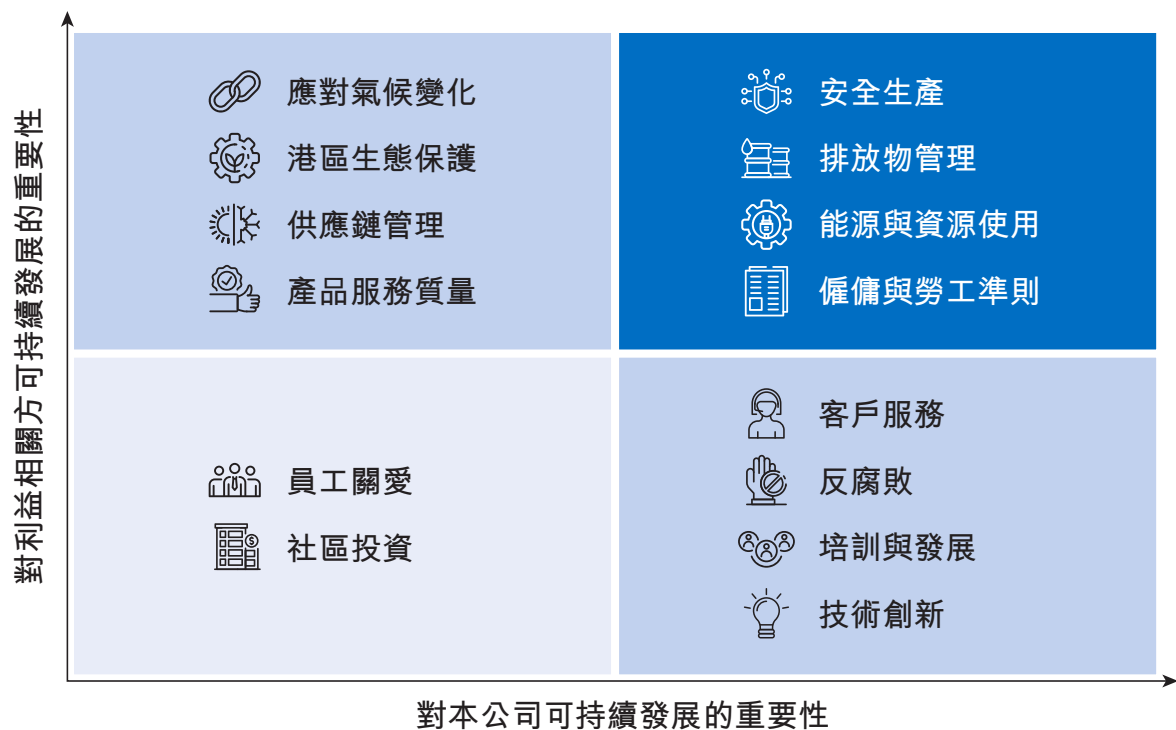 對利益相關方可持續發展的重要性
應對氣候變化
港區生態保護
供應鏈管理
產品服務質量
安全生產
排放物管理
能源與資源使用
僱傭與勞工準則
員工關愛
社區投資
客戶服務
反腐敗
培訓與發展
技術創新
對本公司可持續發展的重要性